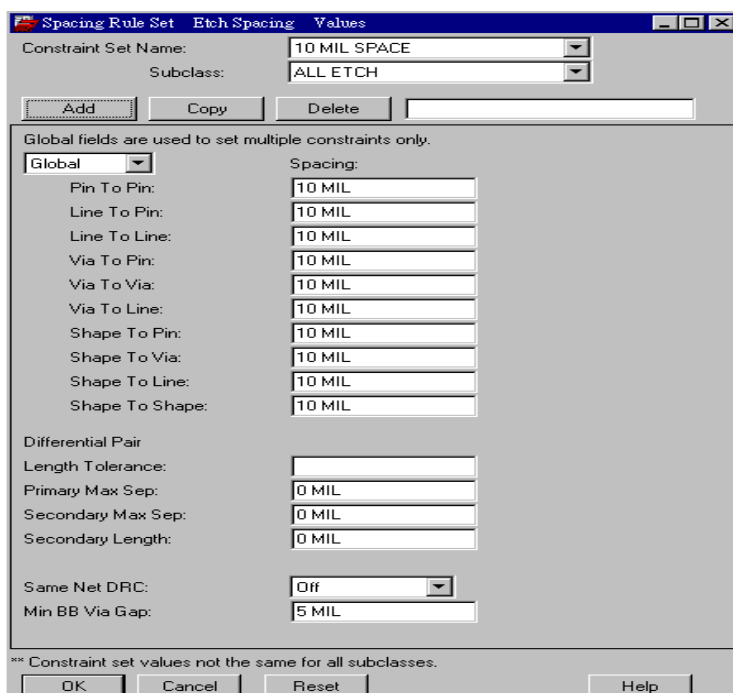 Spacing Rule Set Etch Spacing Values
Constraint Set Name: 10 MIL SPACE
Subclass: ALL ETCH
Add Copy Delete
Global fields are used to set multiple constraints only.
Global Spacing:
Pin To Pin: 10 MIL
Line To Pin: 10 MIL
Line To Line: 10 MIL
Via To Pin: 10 MIL
Via To Via: 10 MIL
Via To Line: 10 MIL
Shape To Pin: 10 MIL
Shape To Via: 10 MIL
Shape To Line: 10 MIL
Shape To Shape: 10 MIL
Differential Pair
Length Tolerance:
Primary Max Sep: 0 MIL
Secondary Max Sep: 0 MIL
Secondary Length: 0 MIL
Same Net DRC: Off
Min BB Via Gap: 5 MIL
** Constraint set values not the same for all subclasses.
OK Cancel Reset Help